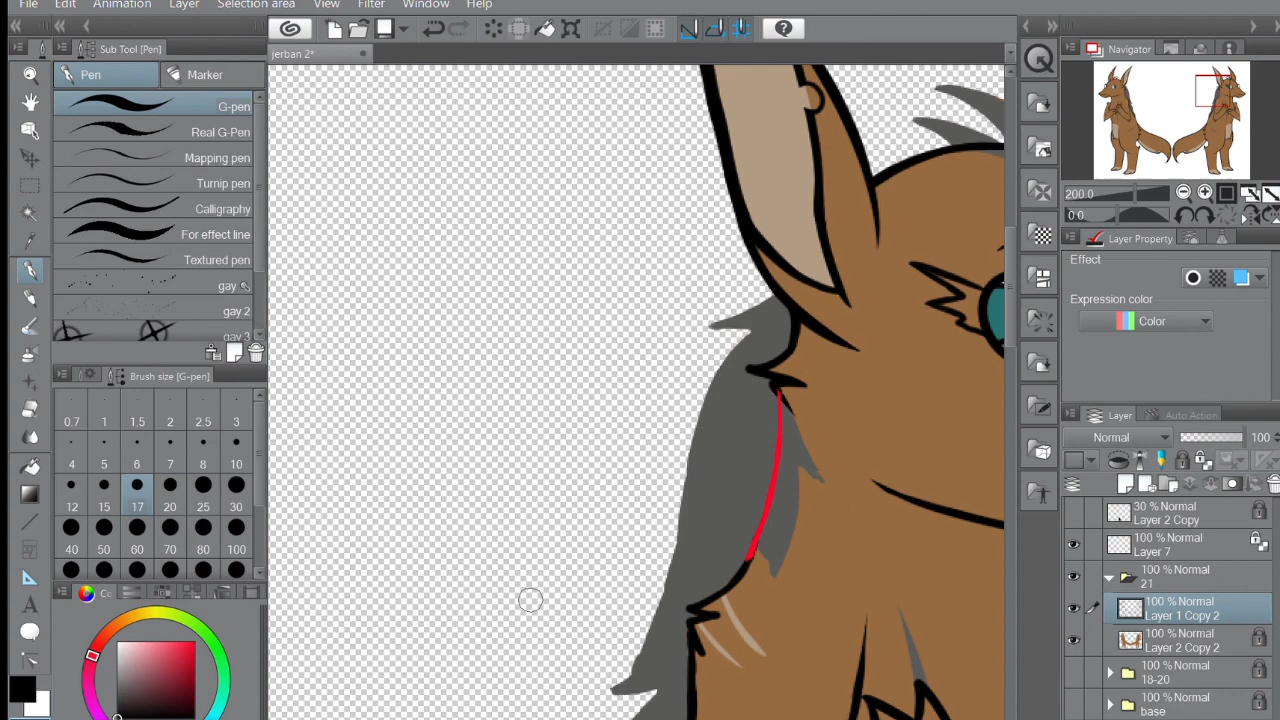 File Edit Animation Layer Selection area View Filter Window Help
Sub Tool [Pen]
Pen Marker
G-pen
Real G-Pen
Mapping pen
Turnip pen
Calligraphy
For effect line
Textured pen
gay
gay 2
gay 3
Brush size [G-pen]
0.7 1 1.5 2 2.5 3
4 5 6 7 8 10
12 15 17 20 25 30
40 50 60 70 80 100
jerban 2*
Navigator
200.0
0.0
Layer Property
Effect
Expression color
Color
Layer Auto Action
Normal 100
30 % Normal
Layer 2 Copy
100 % Normal
Layer 7
100 % Normal
21
100 % Normal
Layer 1 Copy 2
100 % Normal
Layer 2 Copy 2
100 % Normal
18-20
100 % Normal
base